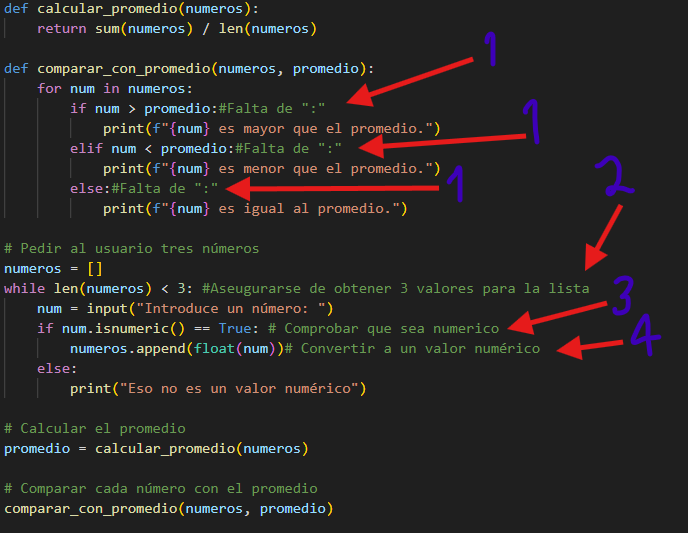 def calcular_promedio(numeros):
    return sum(numeros) / len(numeros)
def comparar_con_promedio(numeros, promedio):
    for num in numeros:
        if num > promedio:#Falta de ":"
            print(f"{num} es mayor que el promedio.")
        elif num < promedio:#Falta de ":"
            print(f"{num} es menor que el promedio.")
        else:#Falta de ":"
            print(f"{num} es igual al promedio.")
# Pedir al usuario tres números
numeros = []
while len(numeros) < 3: #Aseugurarse de obtener 3 valores para la lista
    num = input("Introduce un número: ")
    if num.isnumeric() == True: # Comprobar que sea numerico
        numeros.append(float(num))# Convertir a un valor numérico
    else:
        print("Eso no es un valor numérico")
# Calcular el promedio
promedio = calcular_promedio(numeros)
# Comparar cada número con el promedio
comparar_con_promedio(numeros, promedio)
1
1
1
2
3
4